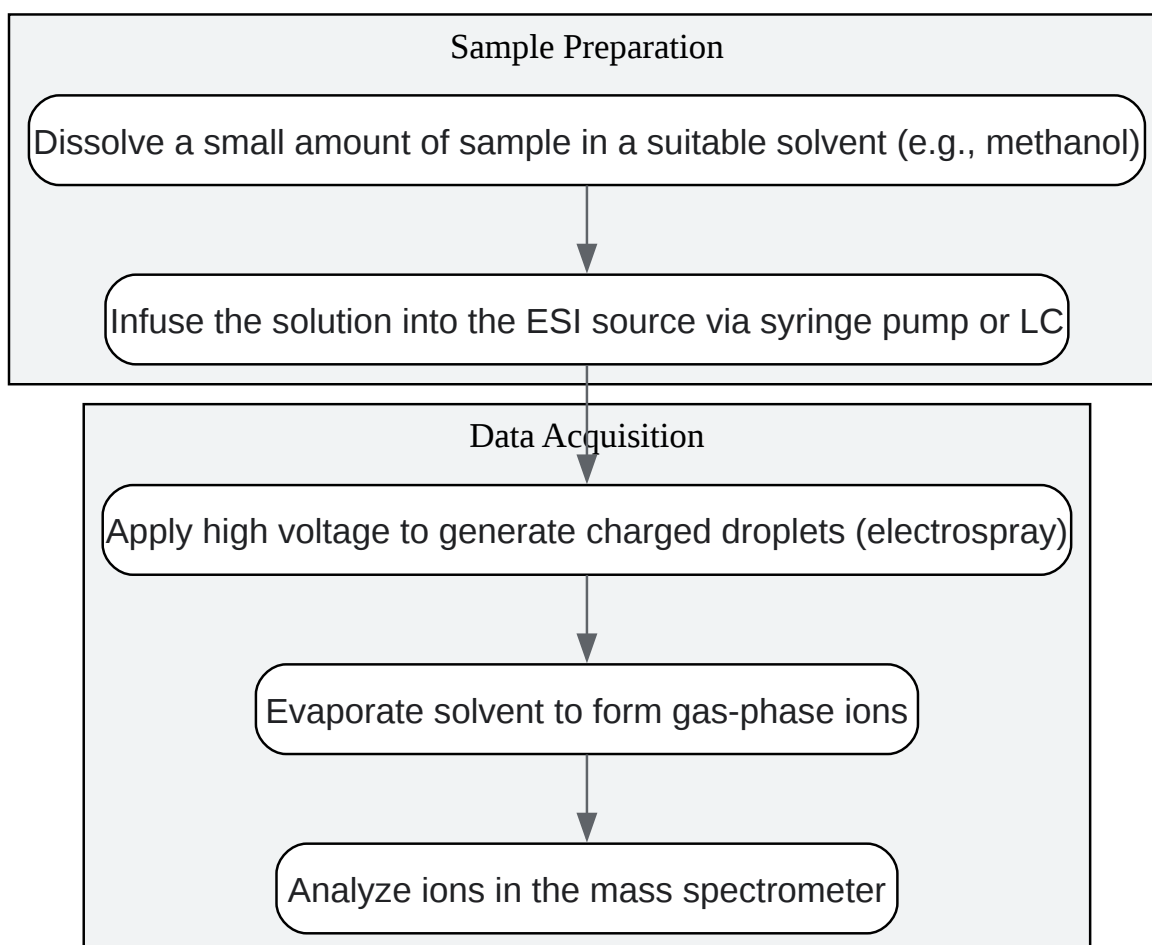 Sample Preparation
Dissolve a small amount of sample in a suitable solvent (e.g., methanol)
Infuse the solution into the ESI source via syringe pump or LC
Data Acquisition
Apply high voltage to generate charged droplets (electrospray)
Evaporate solvent to form gas-phase ions
Analyze ions in the mass spectrometer